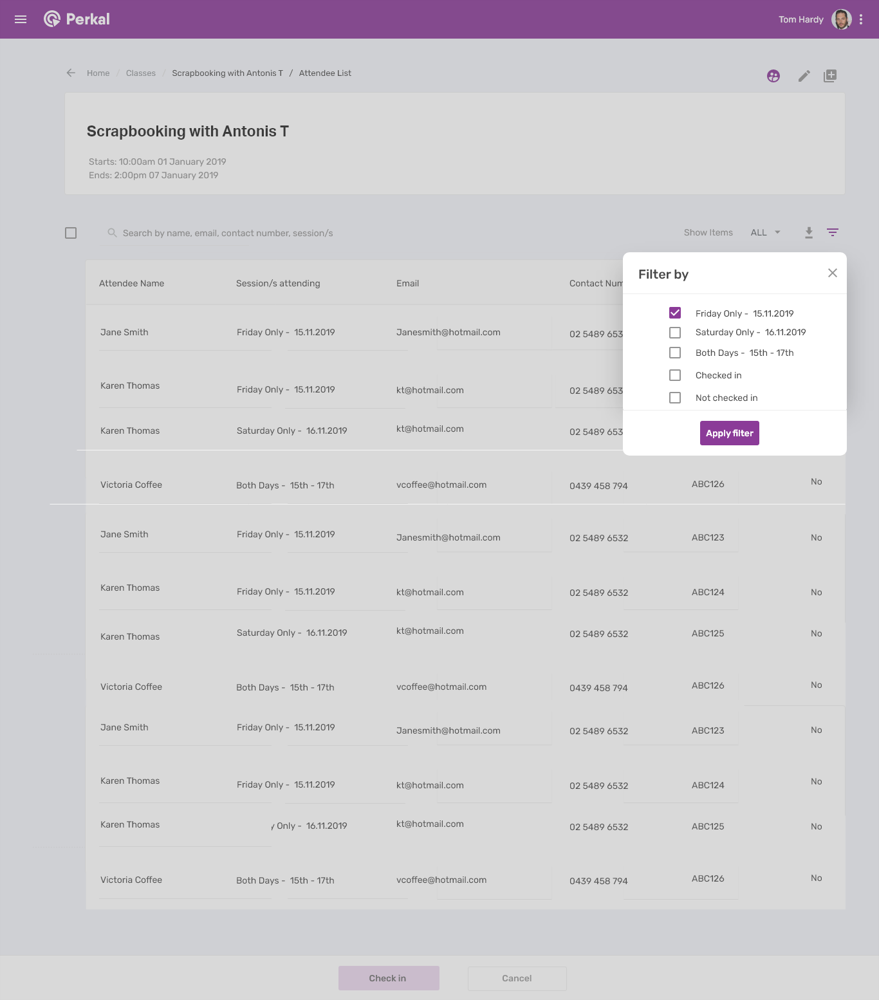 Perkal
Tom Hardy
Home / Classes / Scrapbooking with Antonis T / Attendee List
Scrapbooking with Antonis T
Starts: 10:00am 01 January 2019
Ends: 2:00pm 07 January 2019
Search by name, email, contact number, session/s
Show Items ALL
Attendee Name Session/s attending Email Contact Num
Filter by
Friday Only - 15.11.2019
Saturday Only - 16.11.2019
Both Days - 15th - 17th
Checked in
Not checked in
Apply filter
Jane Smith Friday Only - 15.11.2019 Janesmith@hotmail.com 02 5489 653
Karen Thomas Friday Only - 15.11.2019 kt@hotmail.com 02 5489 653
Karen Thomas Saturday Only - 16.11.2019 kt@hotmail.com 02 5489 653
Victoria Coffee Both Days - 15th - 17th vcoffee@hotmail.com 0439 458 794 ABC126 No
Jane Smith Friday Only - 15.11.2019 Janesmith@hotmail.com 02 5489 6532 ABC123 No
Karen Thomas Friday Only - 15.11.2019 kt@hotmail.com 02 5489 6532 ABC124 No
Karen Thomas Saturday Only - 16.11.2019 kt@hotmail.com 02 5489 6532 ABC125 No
Victoria Coffee Both Days - 15th - 17th vcoffee@hotmail.com 0439 458 794 ABC126 No
Jane Smith Friday Only - 15.11.2019 Janesmith@hotmail.com 02 5489 6532 ABC123 No
Karen Thomas Friday Only - 15.11.2019 kt@hotmail.com 02 5489 6532 ABC124 No
Karen Thomas y Only - 16.11.2019 kt@hotmail.com 02 5489 6532 ABC125 No
Victoria Coffee Both Days - 15th - 17th vcoffee@hotmail.com 0439 458 794 ABC126 No
Check in Cancel